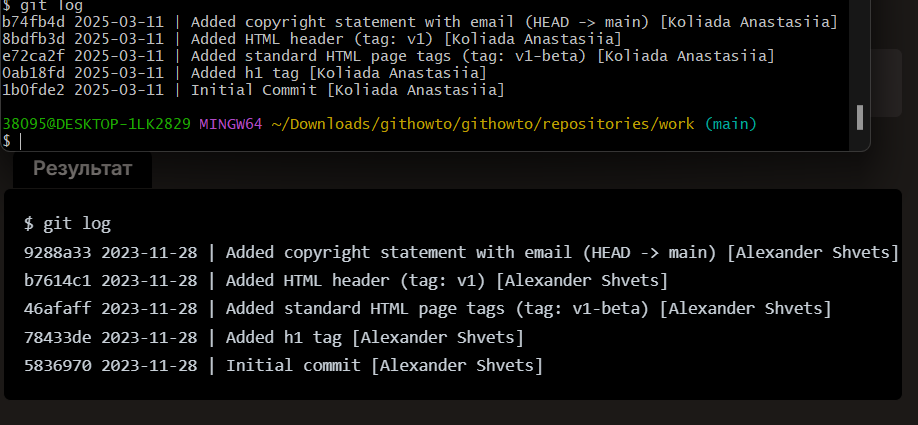 $ git log
b74fb4d 2025-03-11 | Added copyright statement with email (HEAD -> main) [Koliada Anastasiia]
8bdfb3d 2025-03-11 | Added HTML header (tag: v1) [Koliada Anastasiia]
e72ca2f 2025-03-11 | Added standard HTML page tags (tag: v1-beta) [Koliada Anastasiia]
0ab18fd 2025-03-11 | Added h1 tag [Koliada Anastasiia]
1b0fde2 2025-03-11 | Initial Commit [Koliada Anastasiia]
38095@DESKTOP-1LK2829 MINGW64 ~/Downloads/githowto/githowto/repositories/work (main)
$
Результат
$ git log
9288a33 2023-11-28 | Added copyright statement with email (HEAD -> main) [Alexander Shvets]
b7614c1 2023-11-28 | Added HTML header (tag: v1) [Alexander Shvets]
46afaff 2023-11-28 | Added standard HTML page tags (tag: v1-beta) [Alexander Shvets]
78433de 2023-11-28 | Added h1 tag [Alexander Shvets]
5836970 2023-11-28 | Initial commit [Alexander Shvets]